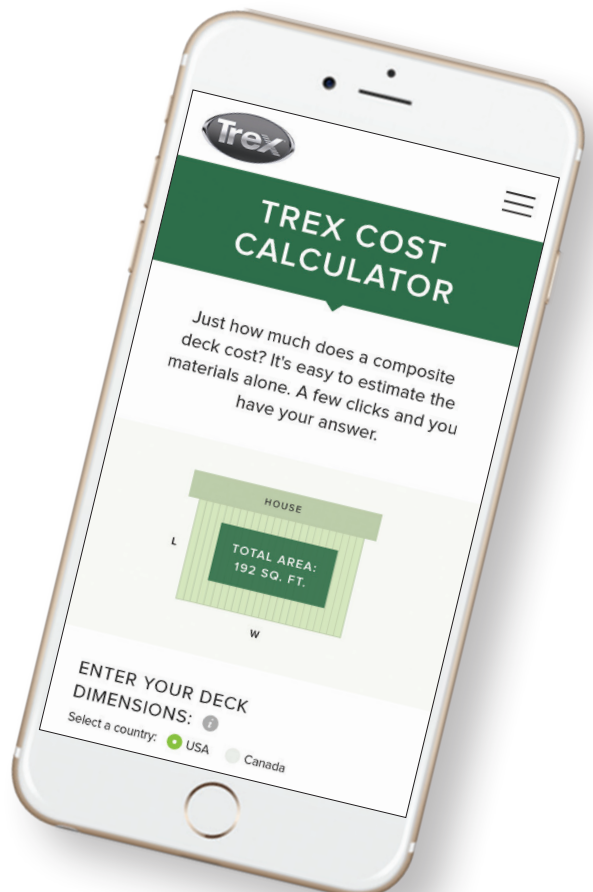 Trex
TREX COST
CALCULATOR
Just how much does a composite
deck cost? It's easy to estimate the
materials alone. A few clicks and you
have your answer.
HOUSE
L
TOTAL AREA:
192 SQ. FT.
W
ENTER YOUR DECK
DIMENSIONS: i
Select a country: USA Canada